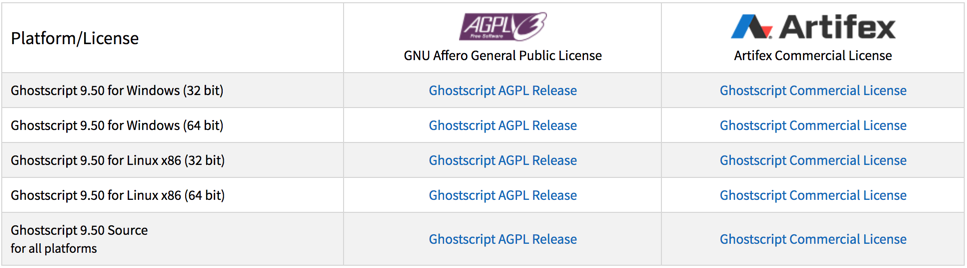 Platform/License
AGPLv3
Free Software
GNU Affero General Public License
Artifex
Artifex Commercial License
Ghostscript 9.50 for Windows (32 bit)
Ghostscript AGPL Release
Ghostscript Commercial License
Ghostscript 9.50 for Windows (64 bit)
Ghostscript AGPL Release
Ghostscript Commercial License
Ghostscript 9.50 for Linux x86 (32 bit)
Ghostscript AGPL Release
Ghostscript Commercial License
Ghostscript 9.50 for Linux x86 (64 bit)
Ghostscript AGPL Release
Ghostscript Commercial License
Ghostscript 9.50 Source
for all platforms
Ghostscript AGPL Release
Ghostscript Commercial License